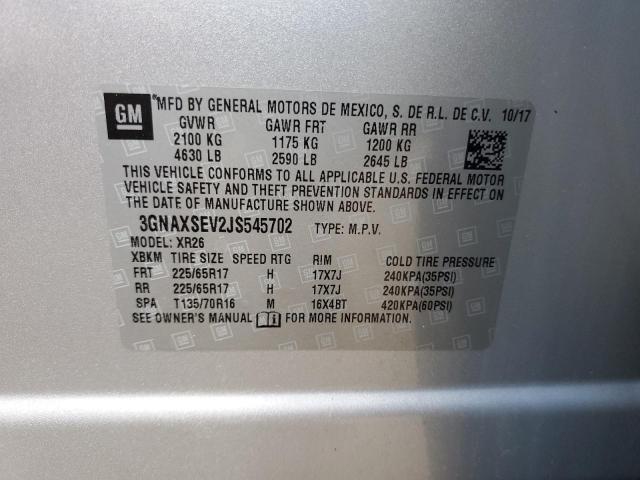 GM
*MFD BY GENERAL MOTORS DE MEXICO, S. DE R.L. DE C.V. 10/17
GVWR GAWR FRT GAWR RR
2100 KG 1175 KG 1200 KG
4630 LB 2590 LB 2645 LB
THIS VEHICLE CONFORMS TO ALL APPLICABLE U.S. FEDERAL MOTOR
VEHICLE SAFETY AND THEFT PREVENTION STANDARDS IN EFFECT ON
THE DATE OF MANUFACTURE SHOWN ABOVE.
3GNAXSEV2JS545702 TYPE: M.P.V.
MODEL: XR26
XBKM TIRE SIZE SPEED RTG RIM COLD TIRE PRESSURE
FRT 225/65R17 H 17X7J 240KPA(35PSI)
RR 225/65R17 H 17X7J 240KPA(35PSI)
SPA T135/70R16 M 16X4BT 420KPA(60PSI)
SEE OWNER'S MANUAL FOR MORE INFORMATION.